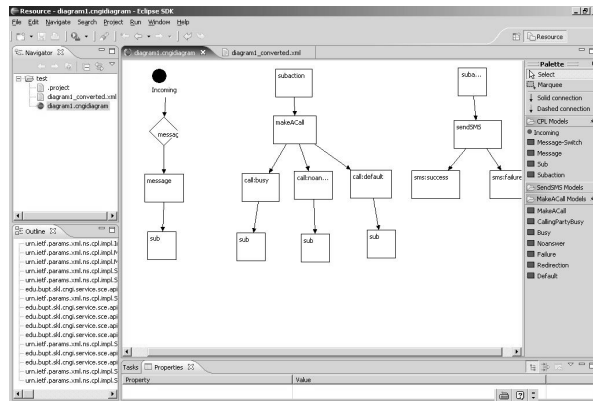 Resource - diagram1.cngidiagram - Eclipse SDK
File Edit Navigate Search Project Run Window Help
Resource
Navigator
test
.project
diagram1_converted.xml
diagram1.cngidiagram
diagram1.cngidiagram
diagram1_converted.xml
Incoming
messag
message
sub
subaction
makeACall
call:busy
call:noan...
call:default
sub
sub
sub
suba...
sendSMS
sms:success
sms:failure
Palette
Select
Marquee
Solid connection
Dashed connection
CPL Models
Incoming
Message-Switch
Message
Sub
Subaction
SendSMS Models
MakeACall Models
MakeACall
CallingPartyBusy
Busy
Noanswer
Failure
Redirection
Default
Outline
urn.ietf.params.xml.ns.cpl.impl.I
urn.ietf.params.xml.ns.cpl.impl.M
urn.ietf.params.xml.ns.cpl.impl.M
urn.ietf.params.xml.ns.cpl.impl.S
edu.bupt.skl.cngi.service.sce.api
urn.ietf.params.xml.ns.cpl.impl.S
edu.bupt.skl.cngi.service.sce.api
edu.bupt.skl.cngi.service.sce.api
edu.bupt.skl.cngi.service.sce.api
urn.ietf.params.xml.ns.cpl.impl.S
edu.bupt.skl.cngi.service.sce.api
edu.bupt.skl.cngi.service.sce.api
edu.bupt.skl.cngi.service.sce.api
urn.ietf.params.xml.ns.cpl.impl.S
urn.ietf.params.xml.ns.cpl.impl.S
Tasks Properties
Property Value